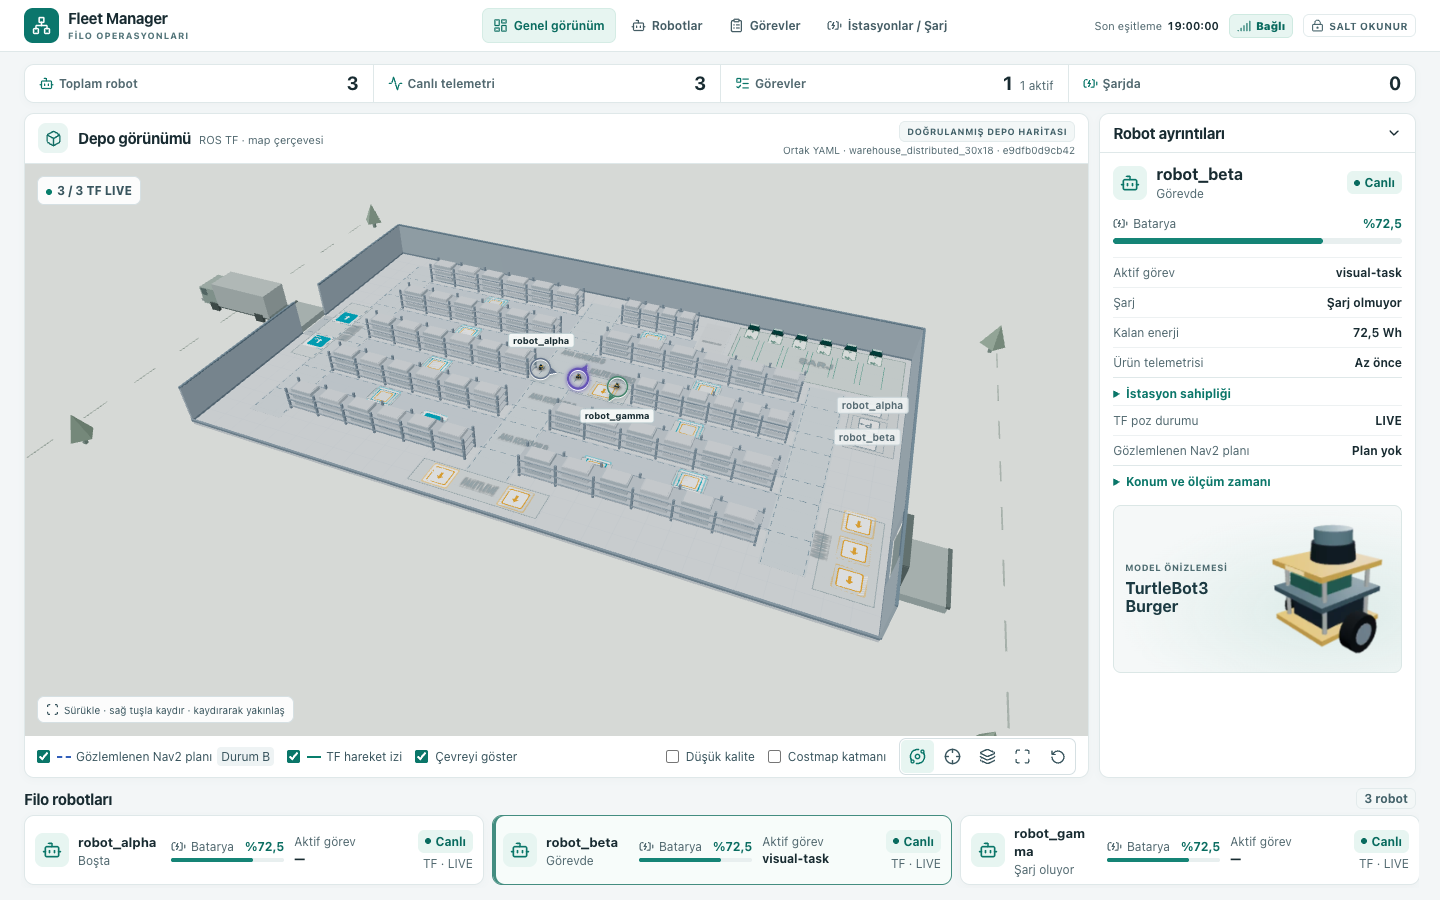 Fleet Manager
FİLO OPERASYONLARI
Genel görünüm
Robotlar
Görevler
İstasyonlar / Şarj
Son eşitleme 19:00:00
Bağlı
SALT OKUNUR
Toplam robot 3
Canlı telemetri 3
Görevler 1 1 aktif
Şarjda 0
Depo görünümü ROS TF · map çerçevesi
DOĞRULANMIŞ DEPO HARİTASI
Ortak YAML · warehouse_distributed_30x18 · e9dfb0d9cb42
3 / 3 TF LIVE
robot_alpha
robot_gamma
robot_alpha
robot_beta
Sürükle · sağ tuşla kaydır · kaydırarak yakınlaş
Gözlemlenen Nav2 planı Durum B
TF hareket izi
Çevreyi göster
Düşük kalite
Costmap katmanı
Robot ayrıntıları
robot_beta
Görevde
Canlı
Batarya %72,5
Aktif görev visual-task
Şarj Şarj olmuyor
Kalan enerji 72,5 Wh
Ürün telemetrisi Az önce
İstasyon sahipliği
TF poz durumu LIVE
Gözlemlenen Nav2 planı Plan yok
Konum ve ölçüm zamanı
MODEL ÖNİZLEMESİ
TurtleBot3
Burger
Filo robotları
3 robot
robot_alpha
Boşta
Batarya %72,5
Aktif görev
—
Canlı
TF · LIVE
robot_beta
Görevde
Batarya %72,5
Aktif görev
visual-task
Canlı
TF · LIVE
robot_gam
ma
Şarj oluyor
Batarya %72,5
Aktif görev
—
Canlı
TF · LIVE